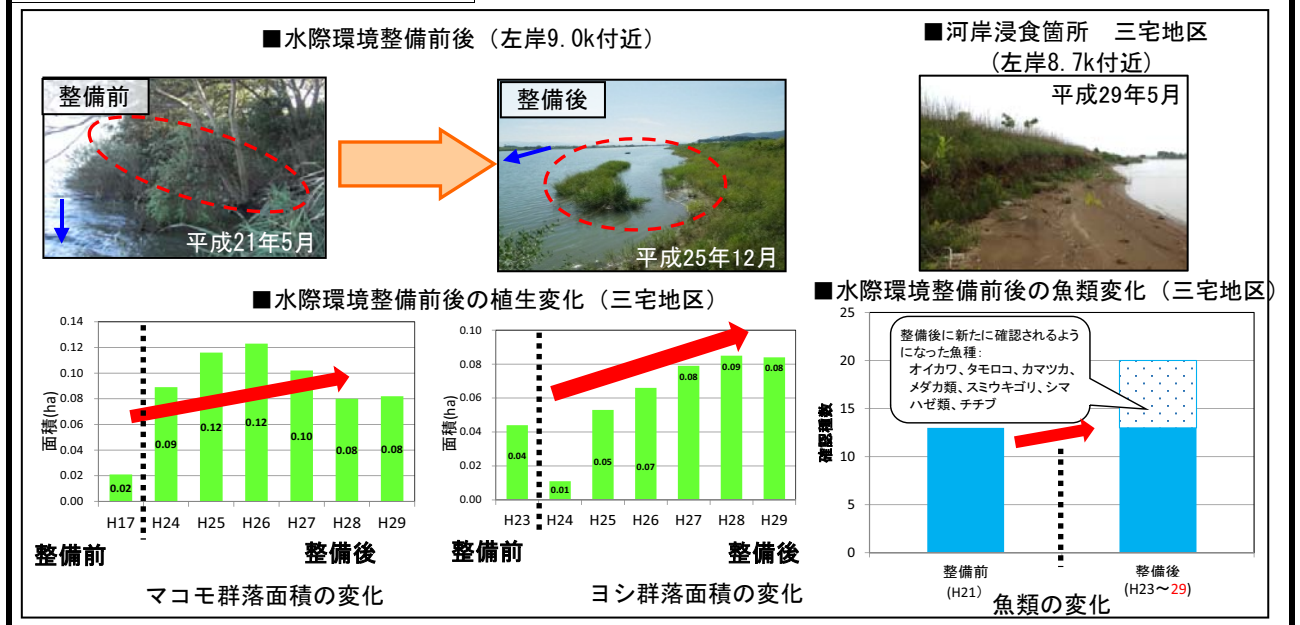 ■水際環境整備前後（左岸9.0k付近）
■河岸浸食箇所　三宅地区
(左岸8.7k付近)
整備前
平成21年5月
整備後
平成25年12月
平成29年5月
■水際環境整備前後の植生変化（三宅地区）
■水際環境整備前後の魚類変化（三宅地区）
面積(ha)
0.14
0.12
0.10
0.08
0.06
0.04
0.02
0.00
0.02
0.09
0.12
0.12
0.10
0.08
0.08
H17 H24 H25 H26 H27 H28 H29
整備前
整備後
マコモ群落面積の変化
面積(ha)
0.10
0.08
0.06
0.04
0.02
0.00
0.04
0.01
0.05
0.07
0.08
0.09
0.08
H23 H24 H25 H26 H27 H28 H29
整備前
整備後
ヨシ群落面積の変化
確認種数
25
20
15
10
5
0
整備後に新たに確認されるよ
うになった魚種：
オイカワ、タモロコ、カマツカ、
メダカ類、スミウキゴリ、シマ
ハゼ類、チチブ
整備前
(H21)
整備後
(H23～29)
魚類の変化